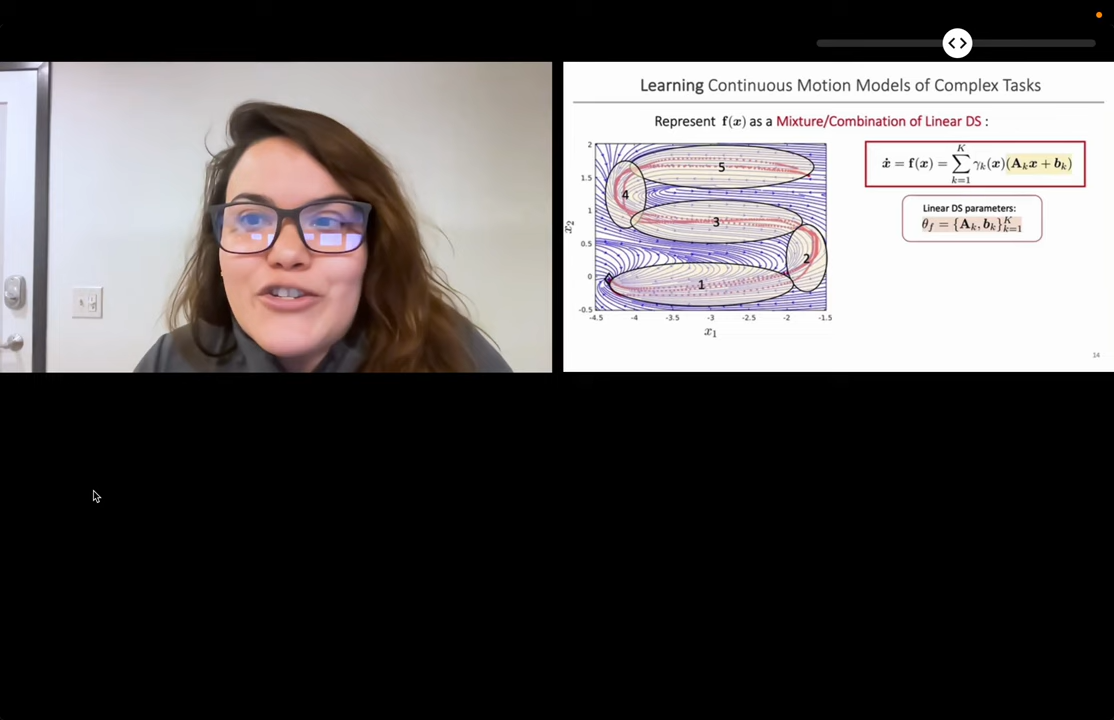 Learning Continuous Motion Models of Complex Tasks
Represent f(x) as a Mixture/Combination of Linear DS :
ẋ = f(x) = ∑_{k=1}^{K} γ_k(x)(A_k x + b_k)
Linear DS parameters:
θ_f = {A_k, b_k}_{k=1}^{K}
2
1.5
1
0.5
0
-0.5
x_2
5
4
3
2
1
-4.5 -4 -3.5 -3 -2.5 -2 -1.5
x_1
14